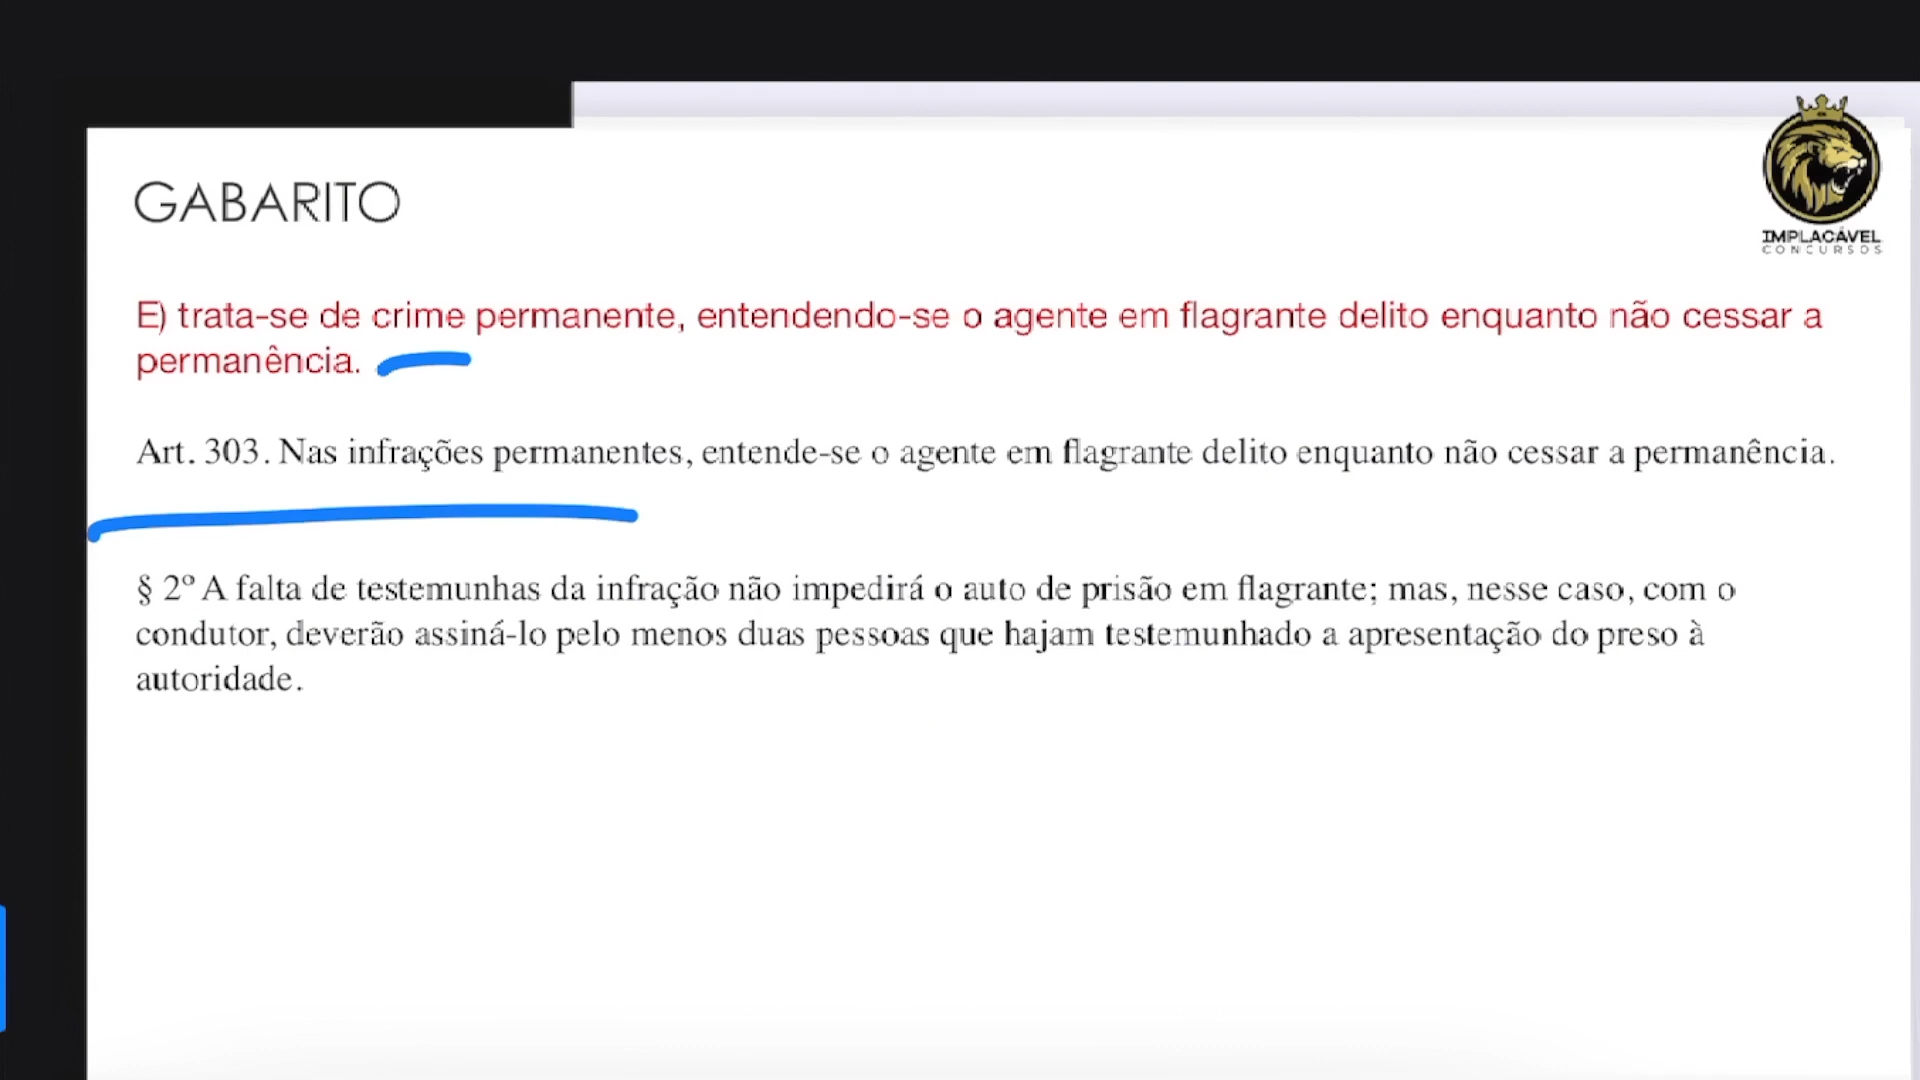 IMPLACÁVEL
CONCURSOS
GABARITO
E) trata-se de crime permanente, entendendo-se o agente em flagrante delito enquanto não cessar a
permanência.
Art. 303. Nas infrações permanentes, entende-se o agente em flagrante delito enquanto não cessar a permanência.
§ 2º A falta de testemunhas da infração não impedirá o auto de prisão em flagrante; mas, nesse caso, com o
condutor, deverão assiná-lo pelo menos duas pessoas que hajam testemunhado a apresentação do preso à
autoridade.